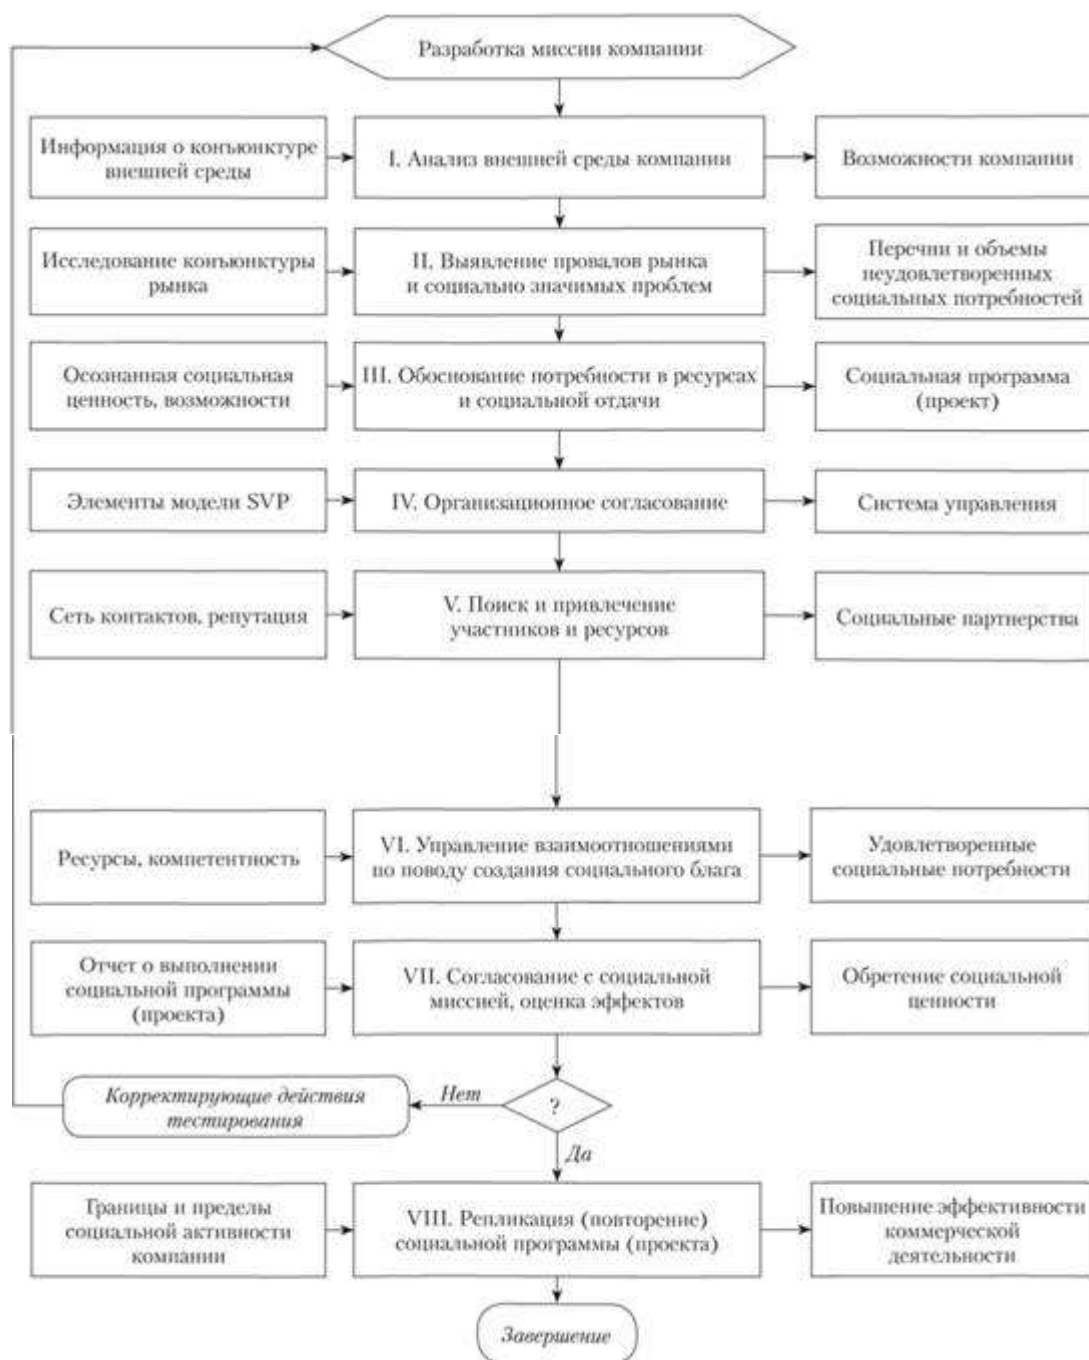 Разработка миссии компании
Информация о конъюнктуре
внешней среды
I. Анализ внешней среды компании
Возможности компании
Исследование конъюнктуры
рынка
II. Выявление провалов рынка
и социально значимых проблем
Перечни и объемы
неудовлетворенных
социальных потребностей
Осознанная социальная
ценность, возможности
III. Обоснование потребности в ресурсах
и социальной отдачи
Социальная программа
(проект)
Элементы модели SVP
IV. Организационное согласование
Система управления
Сеть контактов, репутация
V. Поиск и привлечение
участников и ресурсов
Социальные партнерства
Ресурсы, компетентность
VI. Управление взаимоотношениями
по поводу создания социального блага
Удовлетворенные
социальные потребности
Отчет о выполнении
социальной программы
(проекта)
VII. Согласование с социальной
миссией, оценка эффектов
Обретение социальной
ценности
Корректирующие действия
тестирования
Нет
?
Да
Границы и пределы
социальной активности
компании
VIII. Репликация (повторение)
социальной программы (проекта)
Повышение эффективности
коммерческой
деятельности
Завершение